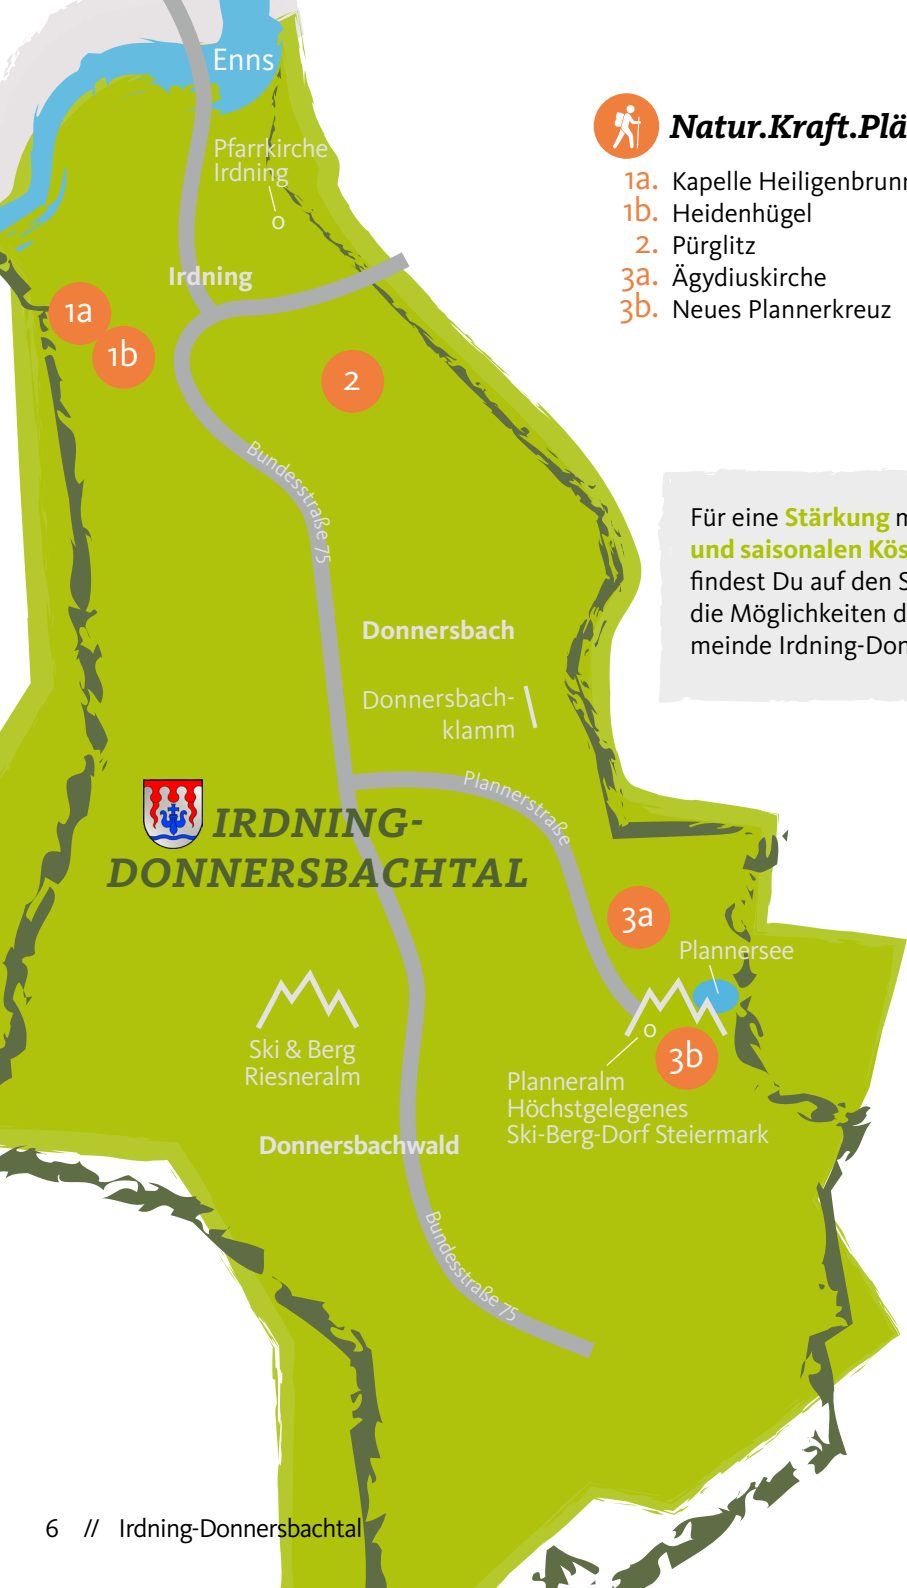 Enns
Pfarrkirche
Irdning
Irdning
1a
1b
2
Bundesstraße 75
Donnersbach
Donnersbach-
klamm
Plannerstraße
IRDNING-
DONNERSBACHTAL
3a
Plannersee
3b
Ski & Berg
Riesneralm
Planneralm
Höchstgelegenes
Ski-Berg-Dorf Steiermark
Donnersbachwald
Bundesstraße 75
Natur.Kraft.Plä
1a. Kapelle Heiligenbrunn
1b. Heidenhügel
2. Pürglitz
3a. Ägydiuskirche
3b. Neues Plannerkreuz
Für eine Stärkung m
und saisonalen Kös
findest Du auf den S
die Möglichkeiten d
meinde Irdning-Don
6 // Irdning-Donnersbachtal